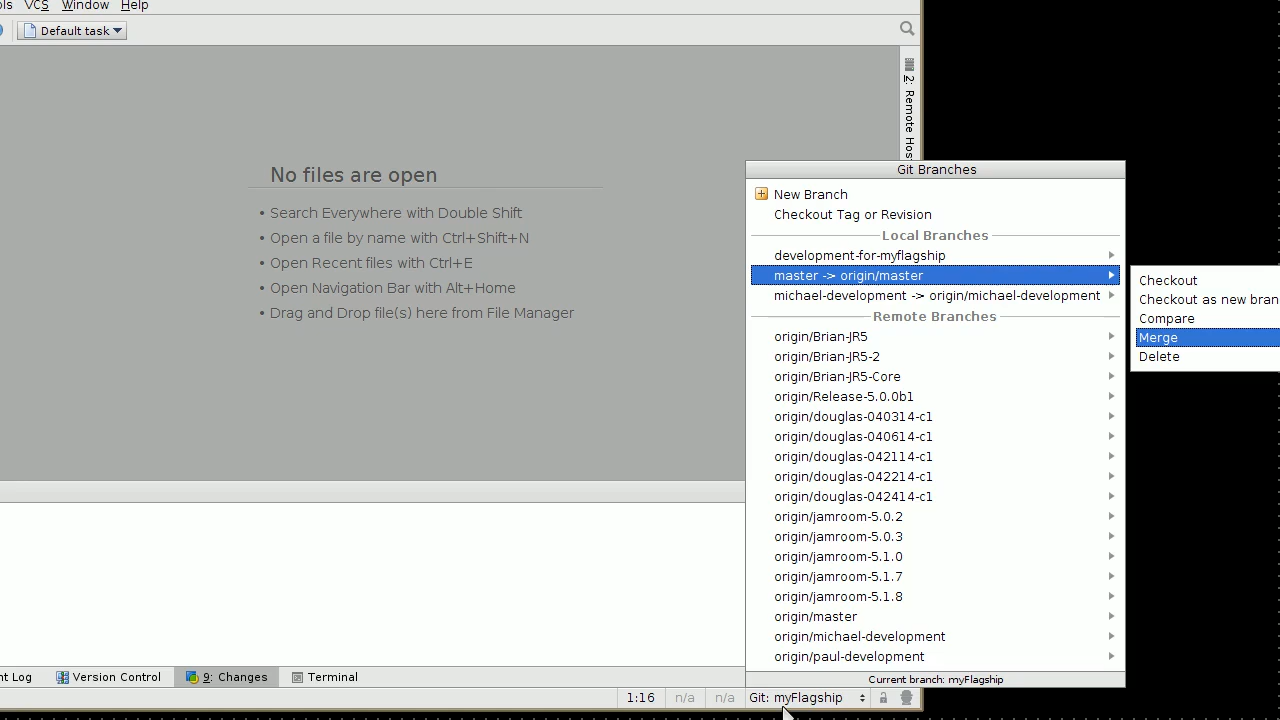 ols VCS Window Help
Default task
2: Remote Hos
No files are open
• Search Everywhere with Double Shift
• Open a file by name with Ctrl+Shift+N
• Open Recent files with Ctrl+E
• Open Navigation Bar with Alt+Home
• Drag and Drop file(s) here from File Manager
Git Branches
New Branch
Checkout Tag or Revision
Local Branches
development-for-myflagship
master -> origin/master
michael-development -> origin/michael-development
Remote Branches
origin/Brian-JR5
origin/Brian-JR5-2
origin/Brian-JR5-Core
origin/Release-5.0.0b1
origin/douglas-040314-c1
origin/douglas-040614-c1
origin/douglas-042114-c1
origin/douglas-042214-c1
origin/douglas-042414-c1
origin/jamroom-5.0.2
origin/jamroom-5.0.3
origin/jamroom-5.1.0
origin/jamroom-5.1.7
origin/jamroom-5.1.8
origin/master
origin/michael-development
origin/paul-development
Current branch: myFlagship
Checkout
Checkout as new bran
Compare
Merge
Delete
nt Log Version Control 9: Changes Terminal
1:16 n/a n/a Git: myFlagship